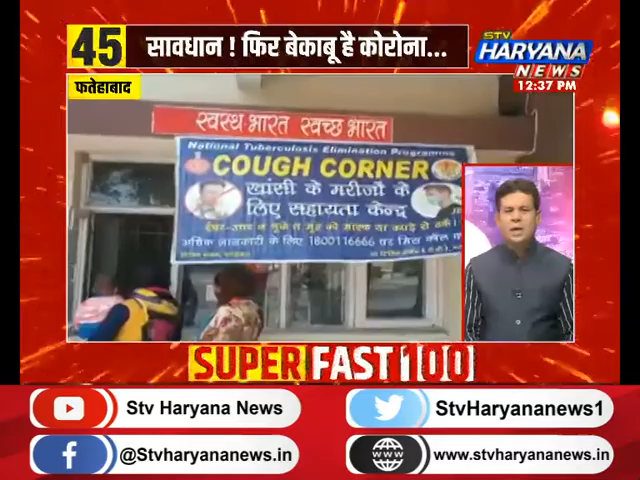 45
सावधान ! फिर बेकाबू है कोरोना...
STV
HARYANA
NEWS
12:37 PM
फतेहाबाद
स्वस्थ भारत स्वच्छ भारत
National Tuberculosis Elimination Programme
COUGH CORNER
खांसी के मरीजों के
लिए सहायता केन्द्र
अधिक जानकारी के लिए 1800116666 पर मिस कॉल
SUPER FAST 100
Stv Haryana News
StvHaryananews1
@Stvharyananews.in
www.stvharyananews.in